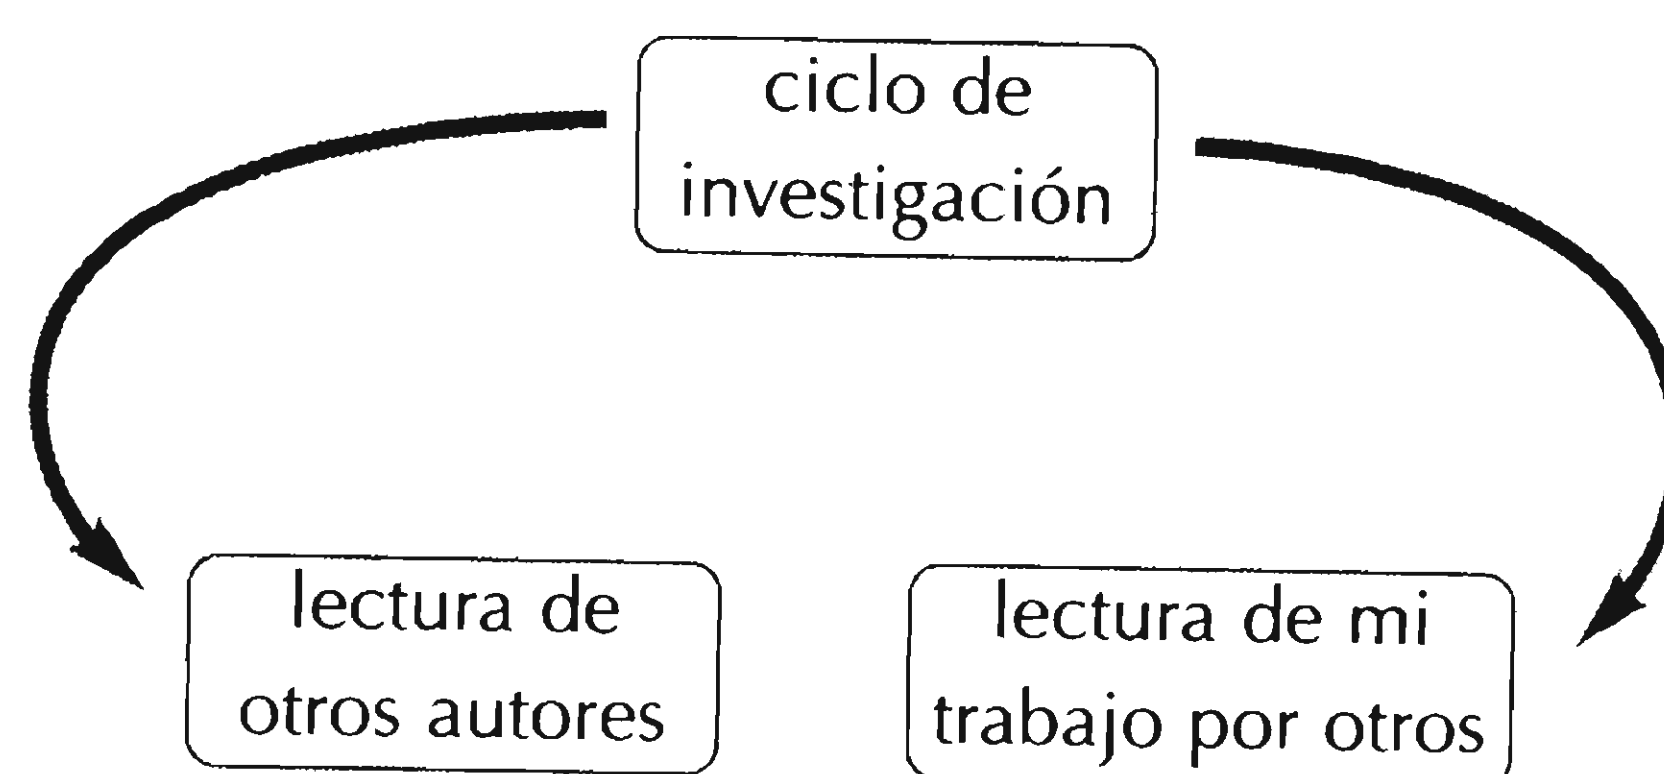 ciclo de
investigación
lectura de
otros autores
lectura de mi
trabajo por otros